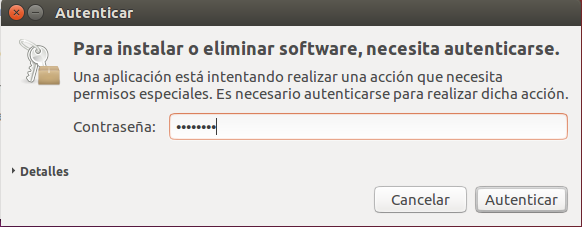 Autenticar
Para instalar o eliminar software, necesita autenticarse.
Una aplicación está intentando realizar una acción que necesita
permisos especiales. Es necesario autenticarse para realizar dicha acción.
Contraseña: ••••••••
Detalles
Cancelar Autenticar